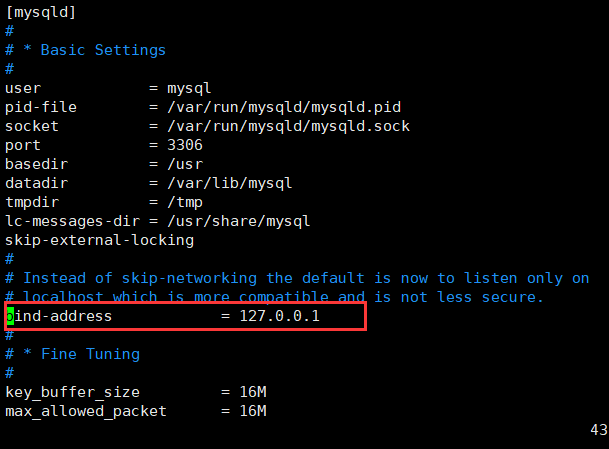 [mysqld]
#
# * Basic Settings
#
user            = mysql
pid-file        = /var/run/mysqld/mysqld.pid
socket          = /var/run/mysqld/mysqld.sock
port            = 3306
basedir         = /usr
datadir         = /var/lib/mysql
tmpdir          = /tmp
lc-messages-dir = /usr/share/mysql
skip-external-locking
#
# Instead of skip-networking the default is now to listen only on
# localhost which is more compatible and is not less secure.
bind-address            = 127.0.0.1
#
# * Fine Tuning
#
key_buffer_size         = 16M
max_allowed_packet      = 16M
43